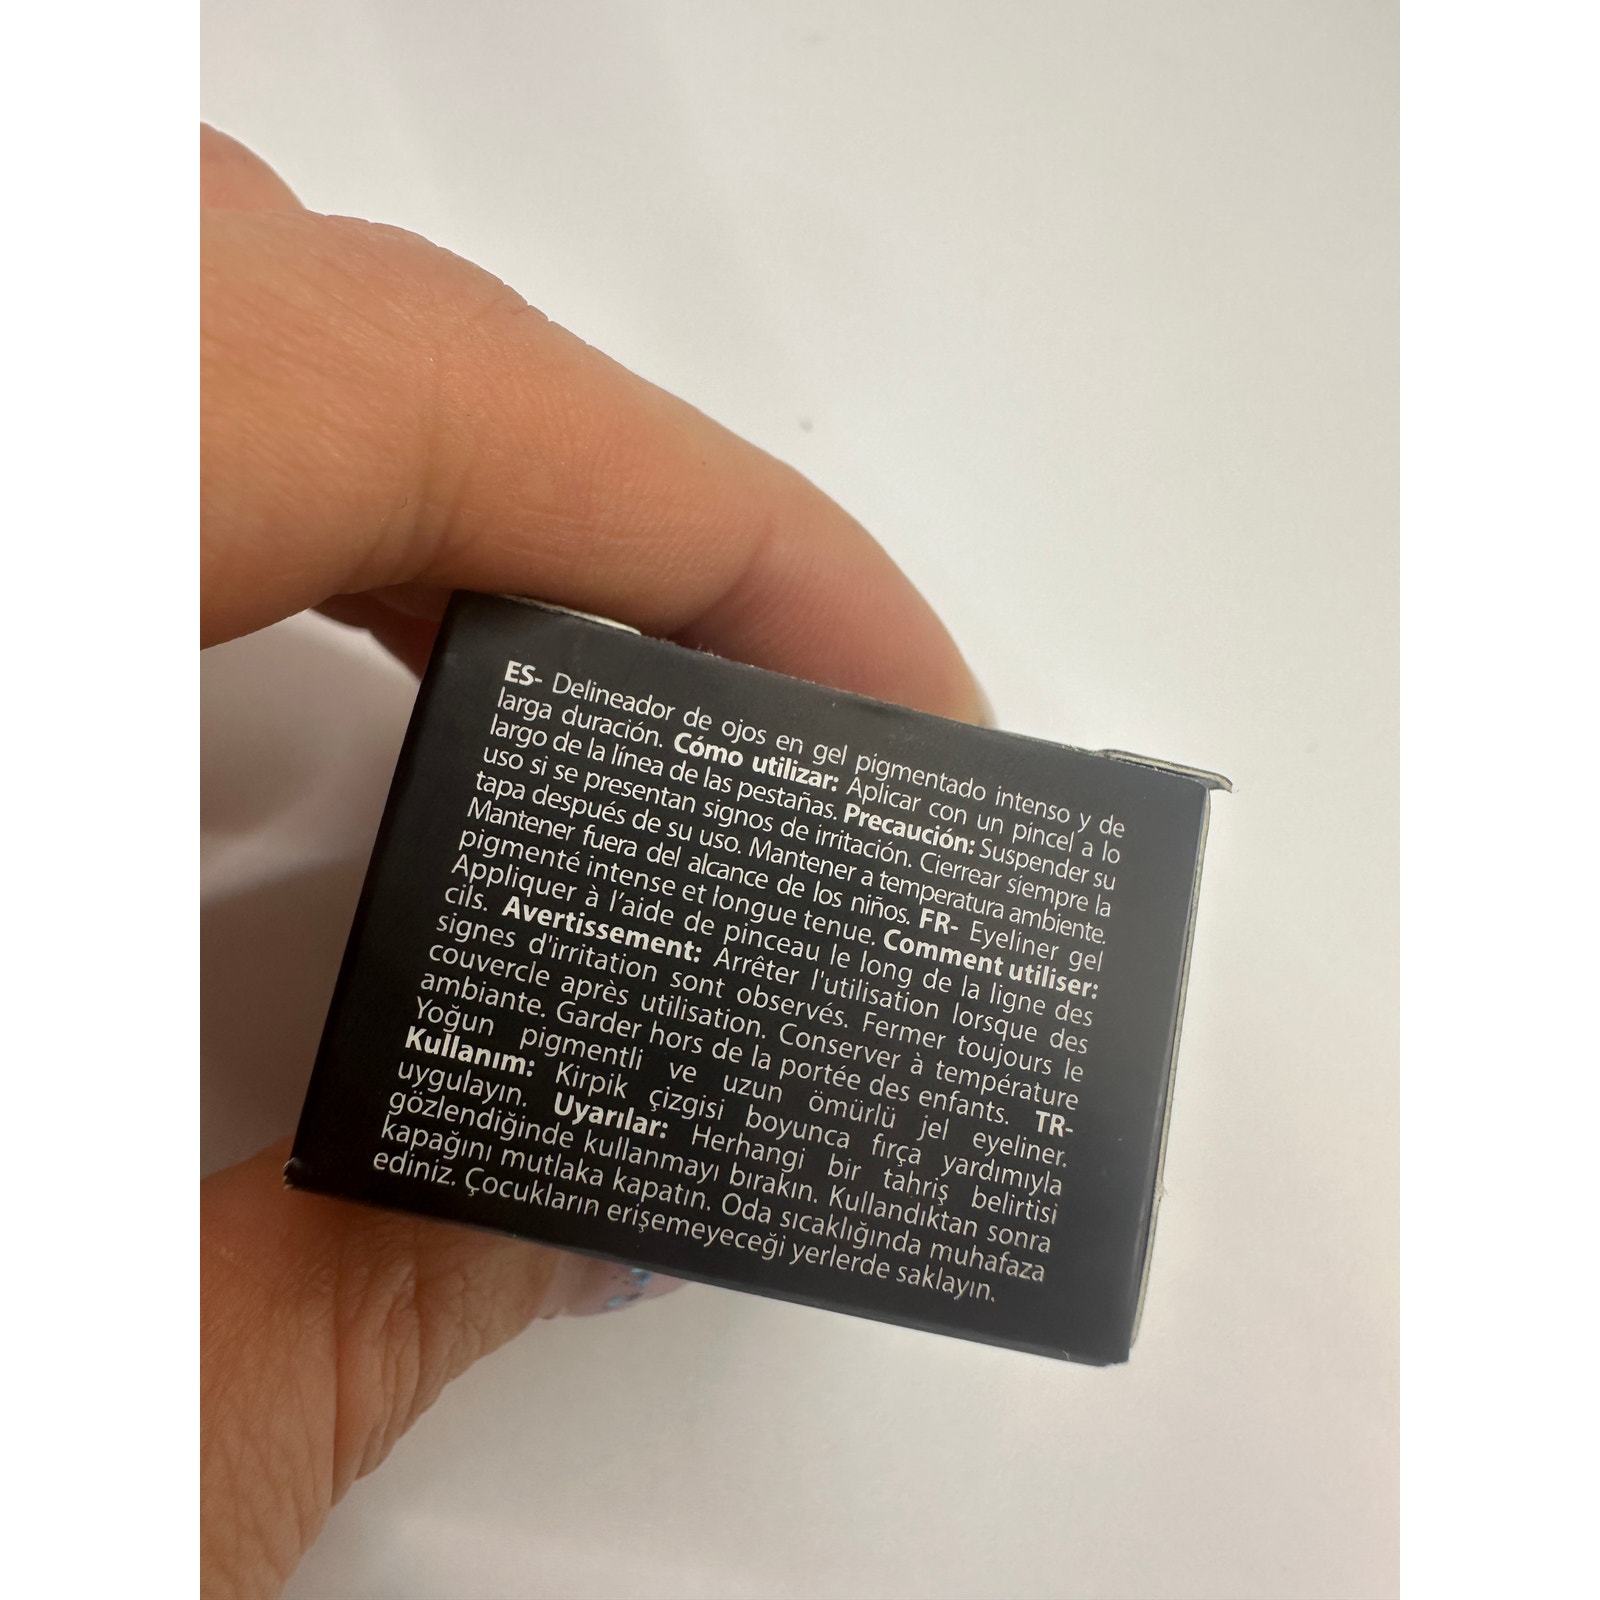 ES- Delineador de ojos en gel pigmentado intenso y de
larga duración. Cómo utilizar: Aplicar con un pincel a lo
largo de la línea de las pestañas. Precaución: Suspender su
uso si se presentan signos de irritación. Cierrear siempre la
tapa después de su uso. Mantener a temperatura ambiente.
Mantener fuera del alcance de los niños. FR- Eyeliner gel
pigmenté intense et longue tenue. Comment utiliser:
Appliquer à l'aide de pinceau le long de la ligne des
cils. Avertissement: Arrêter l'utilisation lorsque des
signes d'irritation sont observés. Fermer toujours le
couvercle après utilisation. Conserver à température
ambiante. Garder hors de la portée des enfants. TR-
Yoğun pigmentli ve uzun ömürlü jel eyeliner.
Kullanım: Kirpik çizgisi boyunca fırça yardımıyla
uygulayın. Uyarılar: Herhangi bir tahriş belirtisi
gözlendiğinde kullanmayı bırakın. Kullandıktan sonra
kapağını mutlaka kapatın. Oda sıcaklığında muhafaza
ediniz. Çocukların erişemeyeceği yerlerde saklayın.